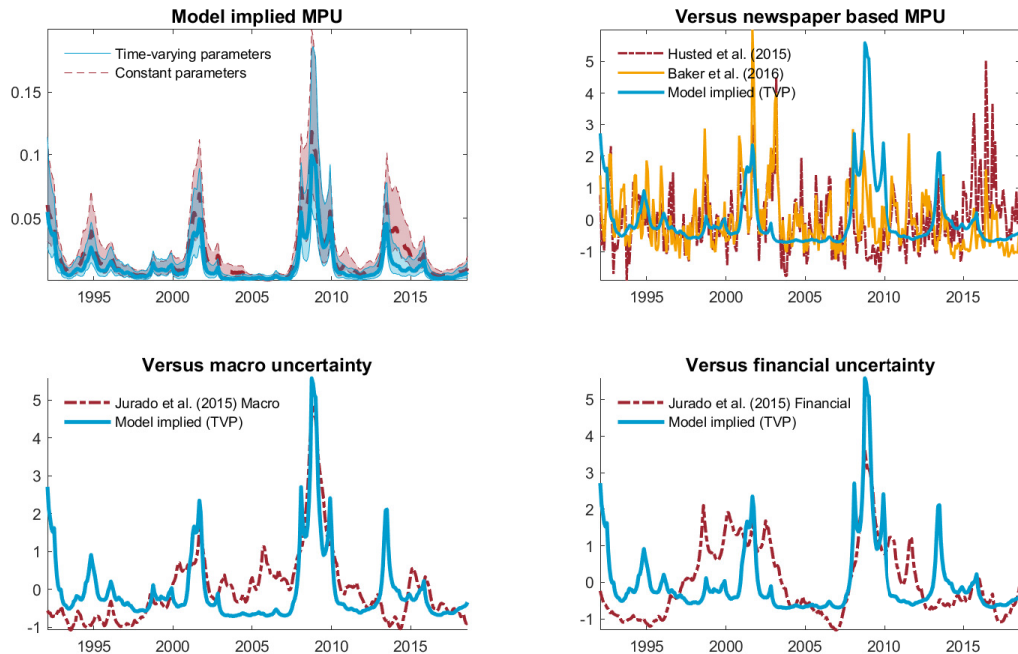 Model implied MPU
Time-varying parameters
Constant parameters
0.15
0.1
0.05
1995 2000 2005 2010 2015
Versus newspaper based MPU
Husted et al. (2015)
Baker et al. (2016)
Model implied (TVP)
5
4
3
2
1
0
-1
1995 2000 2005 2010 2015
Versus macro uncertainty
Jurado et al. (2015) Macro
Model implied (TVP)
5
4
3
2
1
0
-1
1995 2000 2005 2010 2015
Versus financial uncertainty
Jurado et al. (2015) Financial
Model implied (TVP)
5
4
3
2
1
0
-1
1995 2000 2005 2010 2015